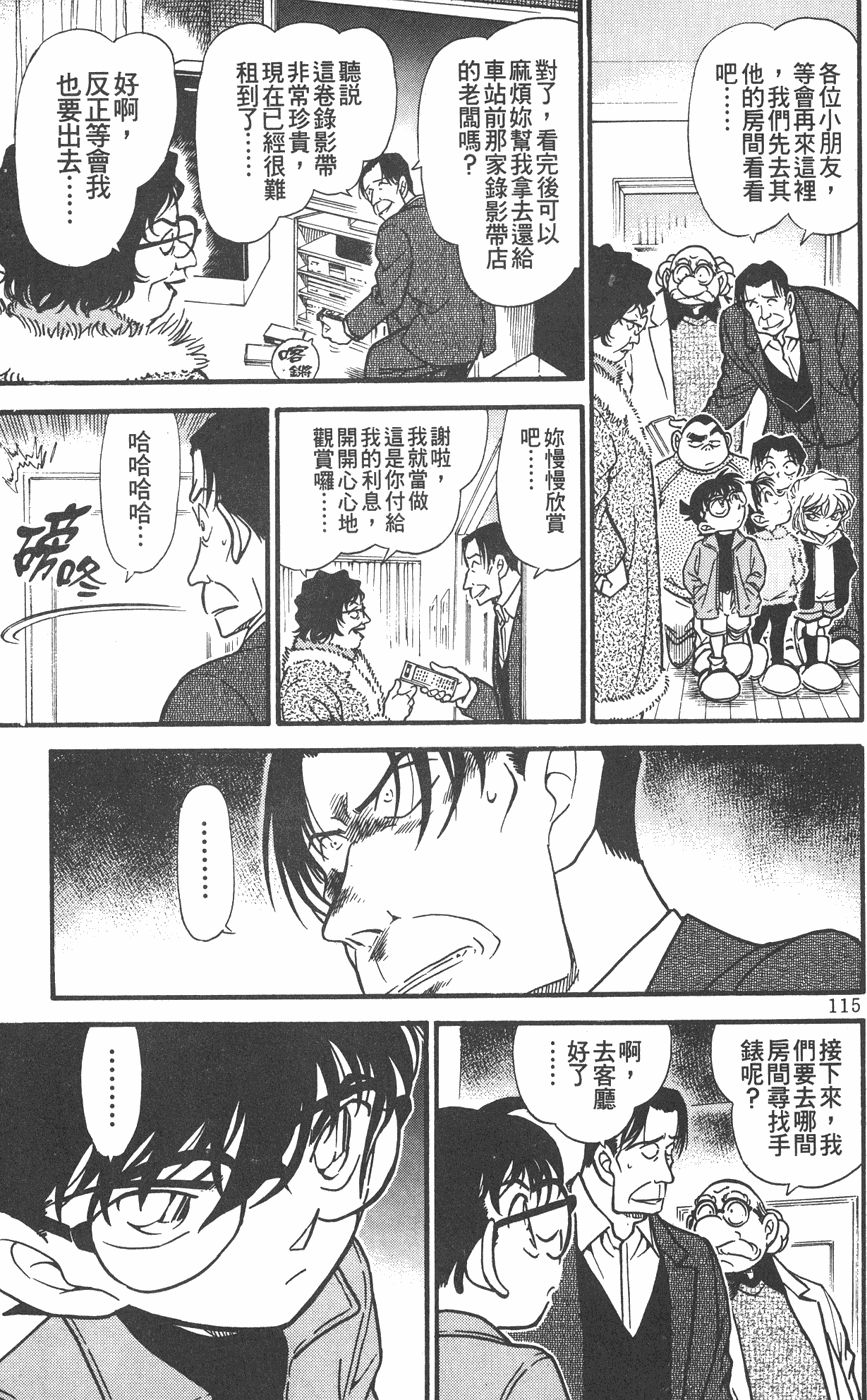 各位小朋友，
等會再來這裡
，我們先去其
他的房間看看
吧……
對了，看完後可以
麻煩妳幫我拿去還給
車站前那家錄影帶店
的老闆嗎？
聽說
這卷錄影帶
非常珍貴，
現在已經很難
租到了……
喀
鏘
好啊，
反正等會我
也要出去……
妳慢慢欣賞
吧…
謝啦，
我就當做
這是你付給
我的利息，
開開心心地
觀賞囉…
哈哈哈哈…
磅咚
………
115
接下來，我
們要去哪間
房間尋找手
錶呢？
啊，
去客廳
好了
……
………